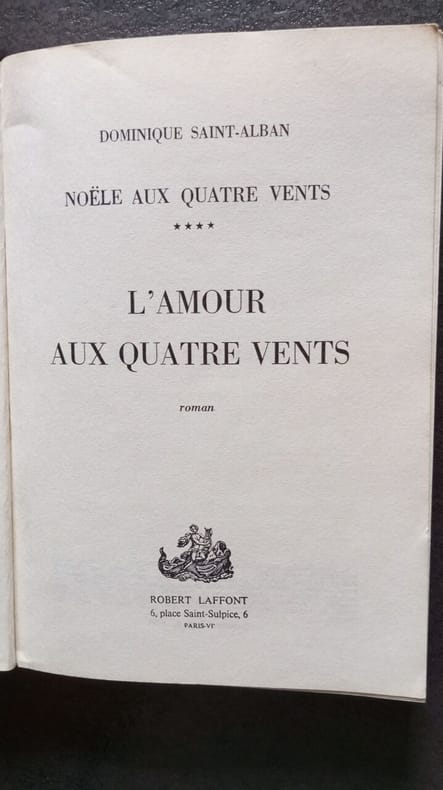 DOMINIQUE SAINT-ALBAN
NOËLE AUX QUATRE VENTS
★★★★
L'AMOUR
AUX QUATRE VENTS
roman
ROBERT LAFFONT
6, place Saint-Sulpice, 6
PARIS-VIᵉ